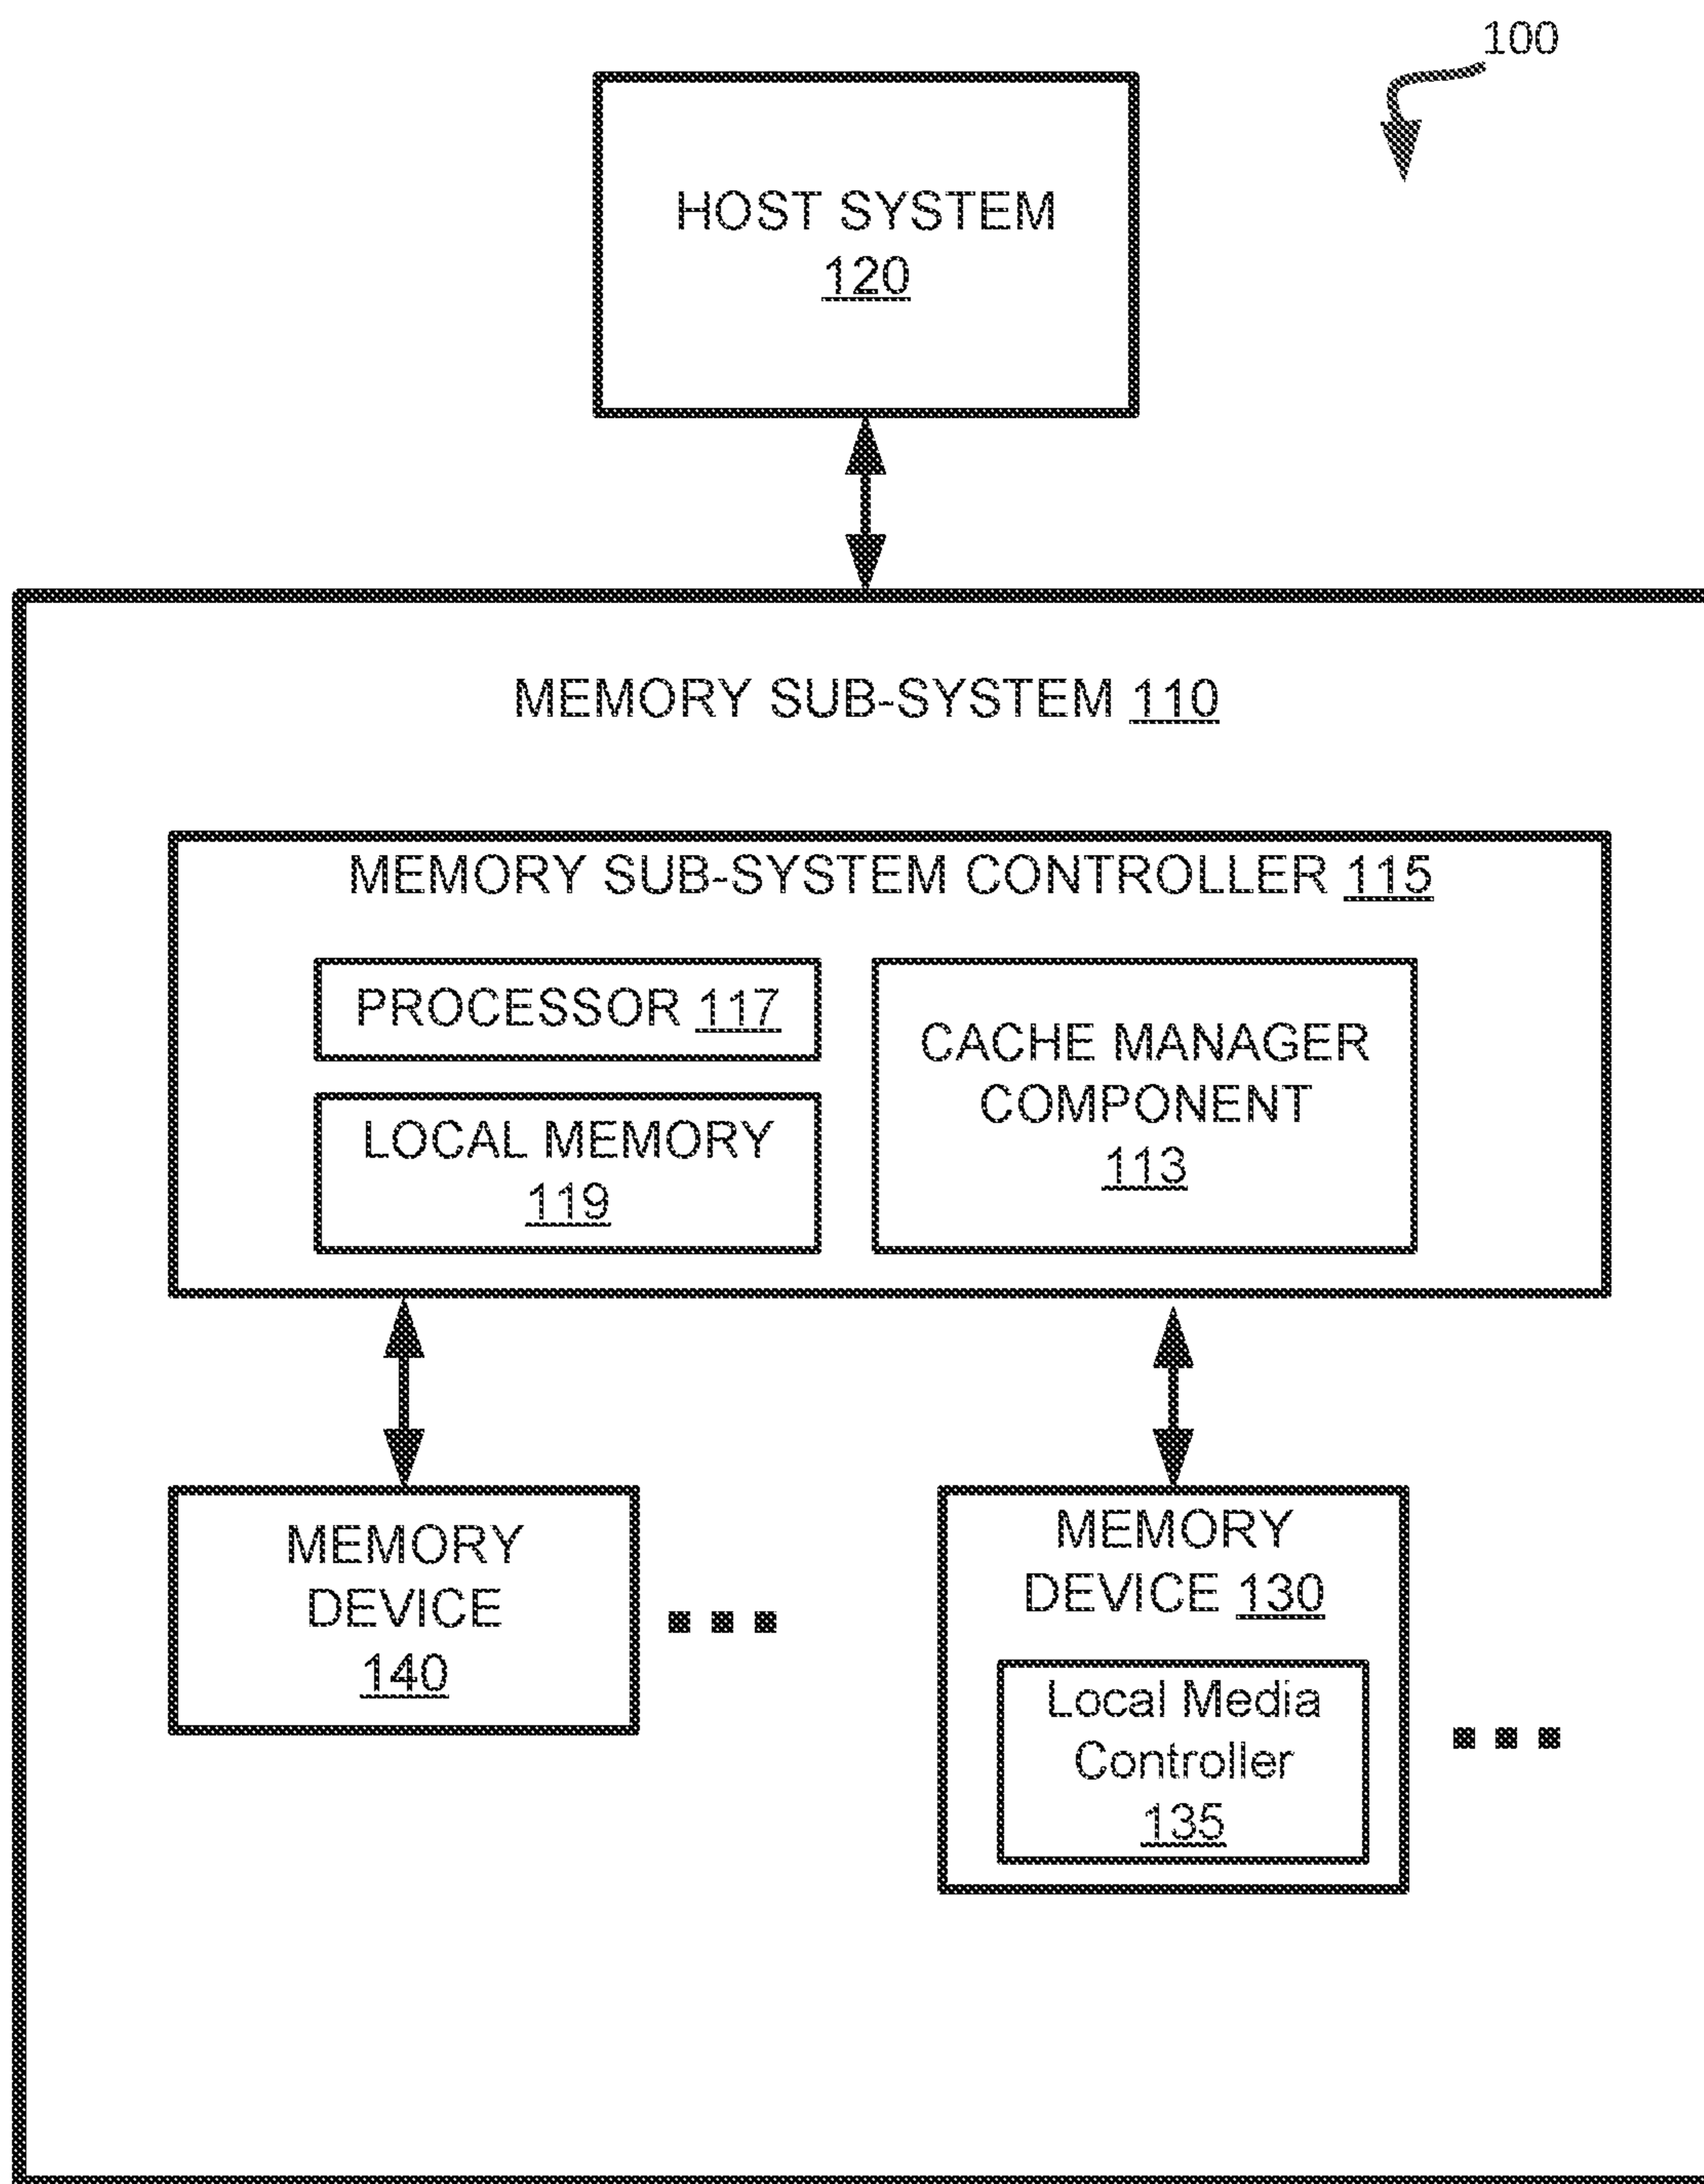 100
HOST SYSTEM
120
MEMORY SUB-SYSTEM 110
MEMORY SUB-SYSTEM CONTROLLER 115
PROCESSOR 117
LOCAL MEMORY
119
CACHE MANAGER
COMPONENT
113
MEMORY
DEVICE
140
MEMORY
DEVICE 130
Local Media
Controller
135